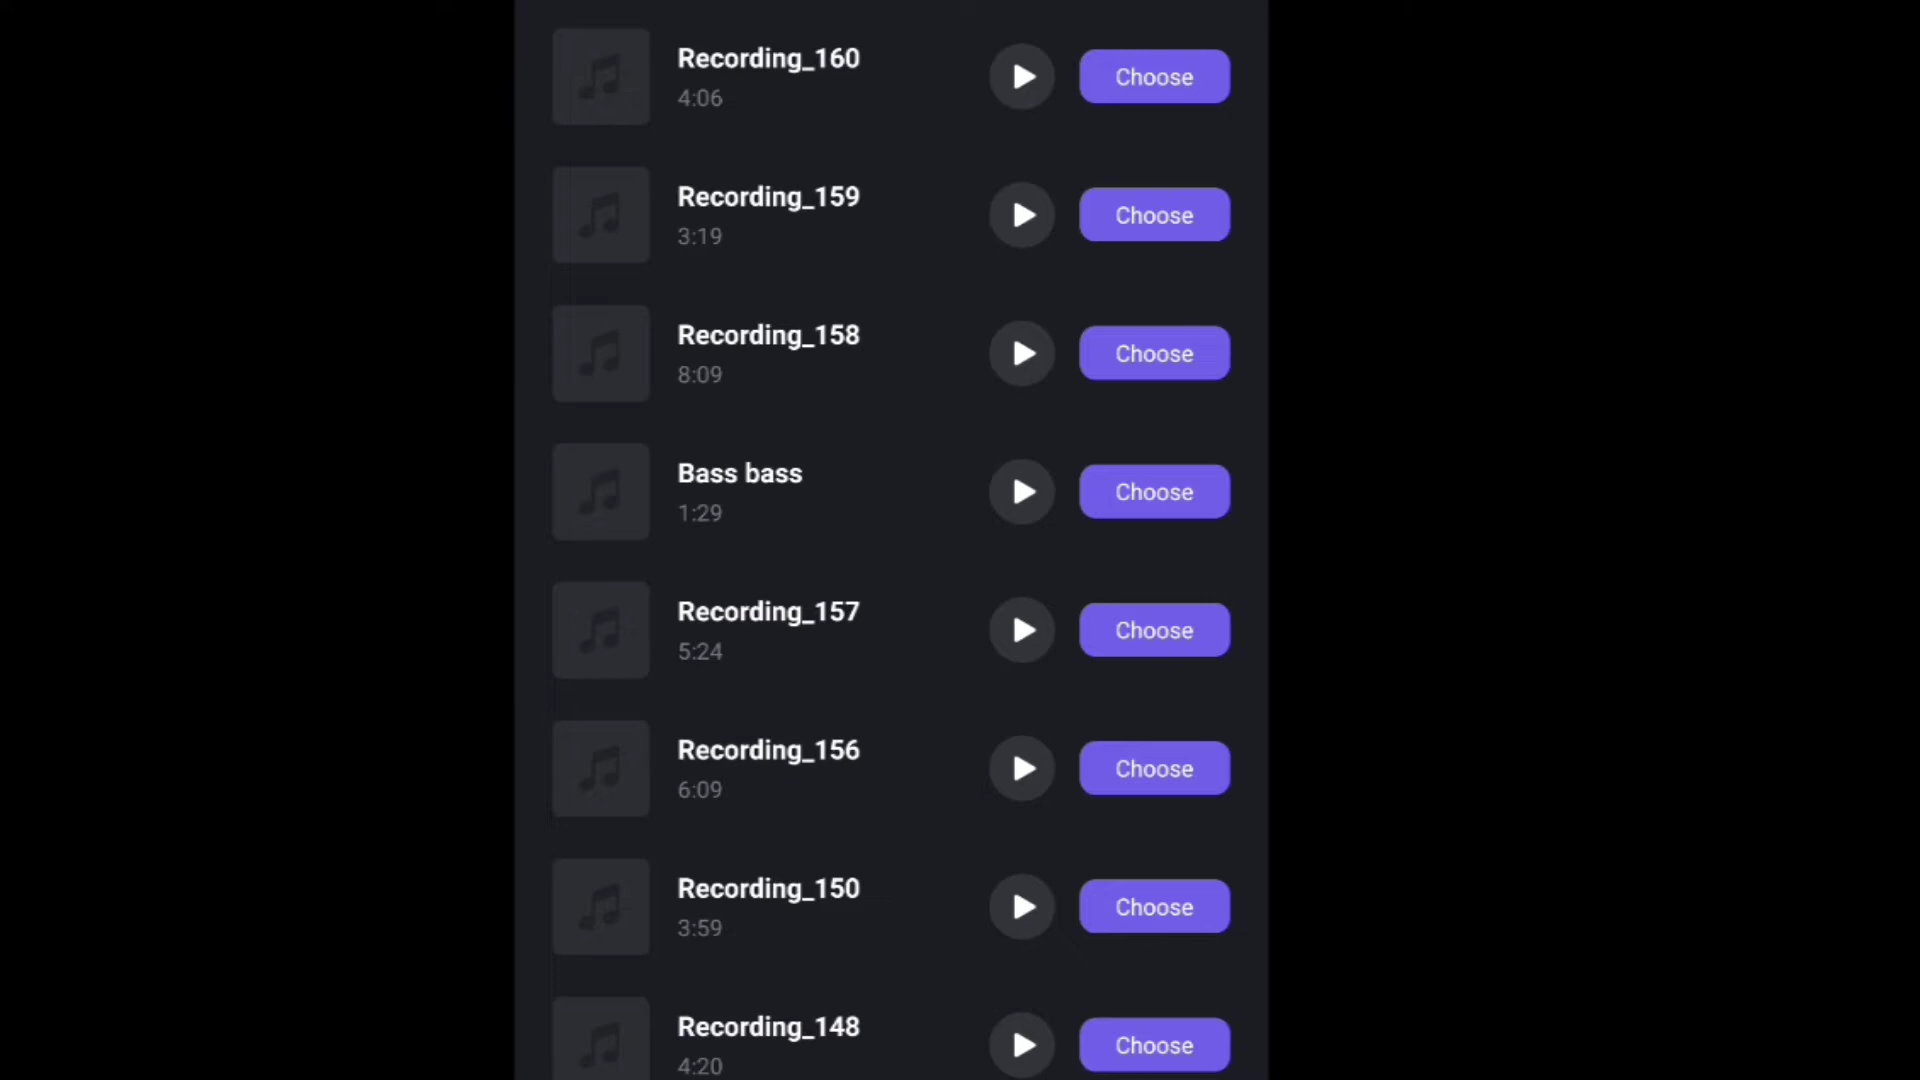 Recording_160
4:06
Choose
Recording_159
3:19
Choose
Recording_158
8:09
Choose
Bass bass
1:29
Choose
Recording_157
5:24
Choose
Recording_156
6:09
Choose
Recording_150
3:59
Choose
Recording_148
4:20
Choose